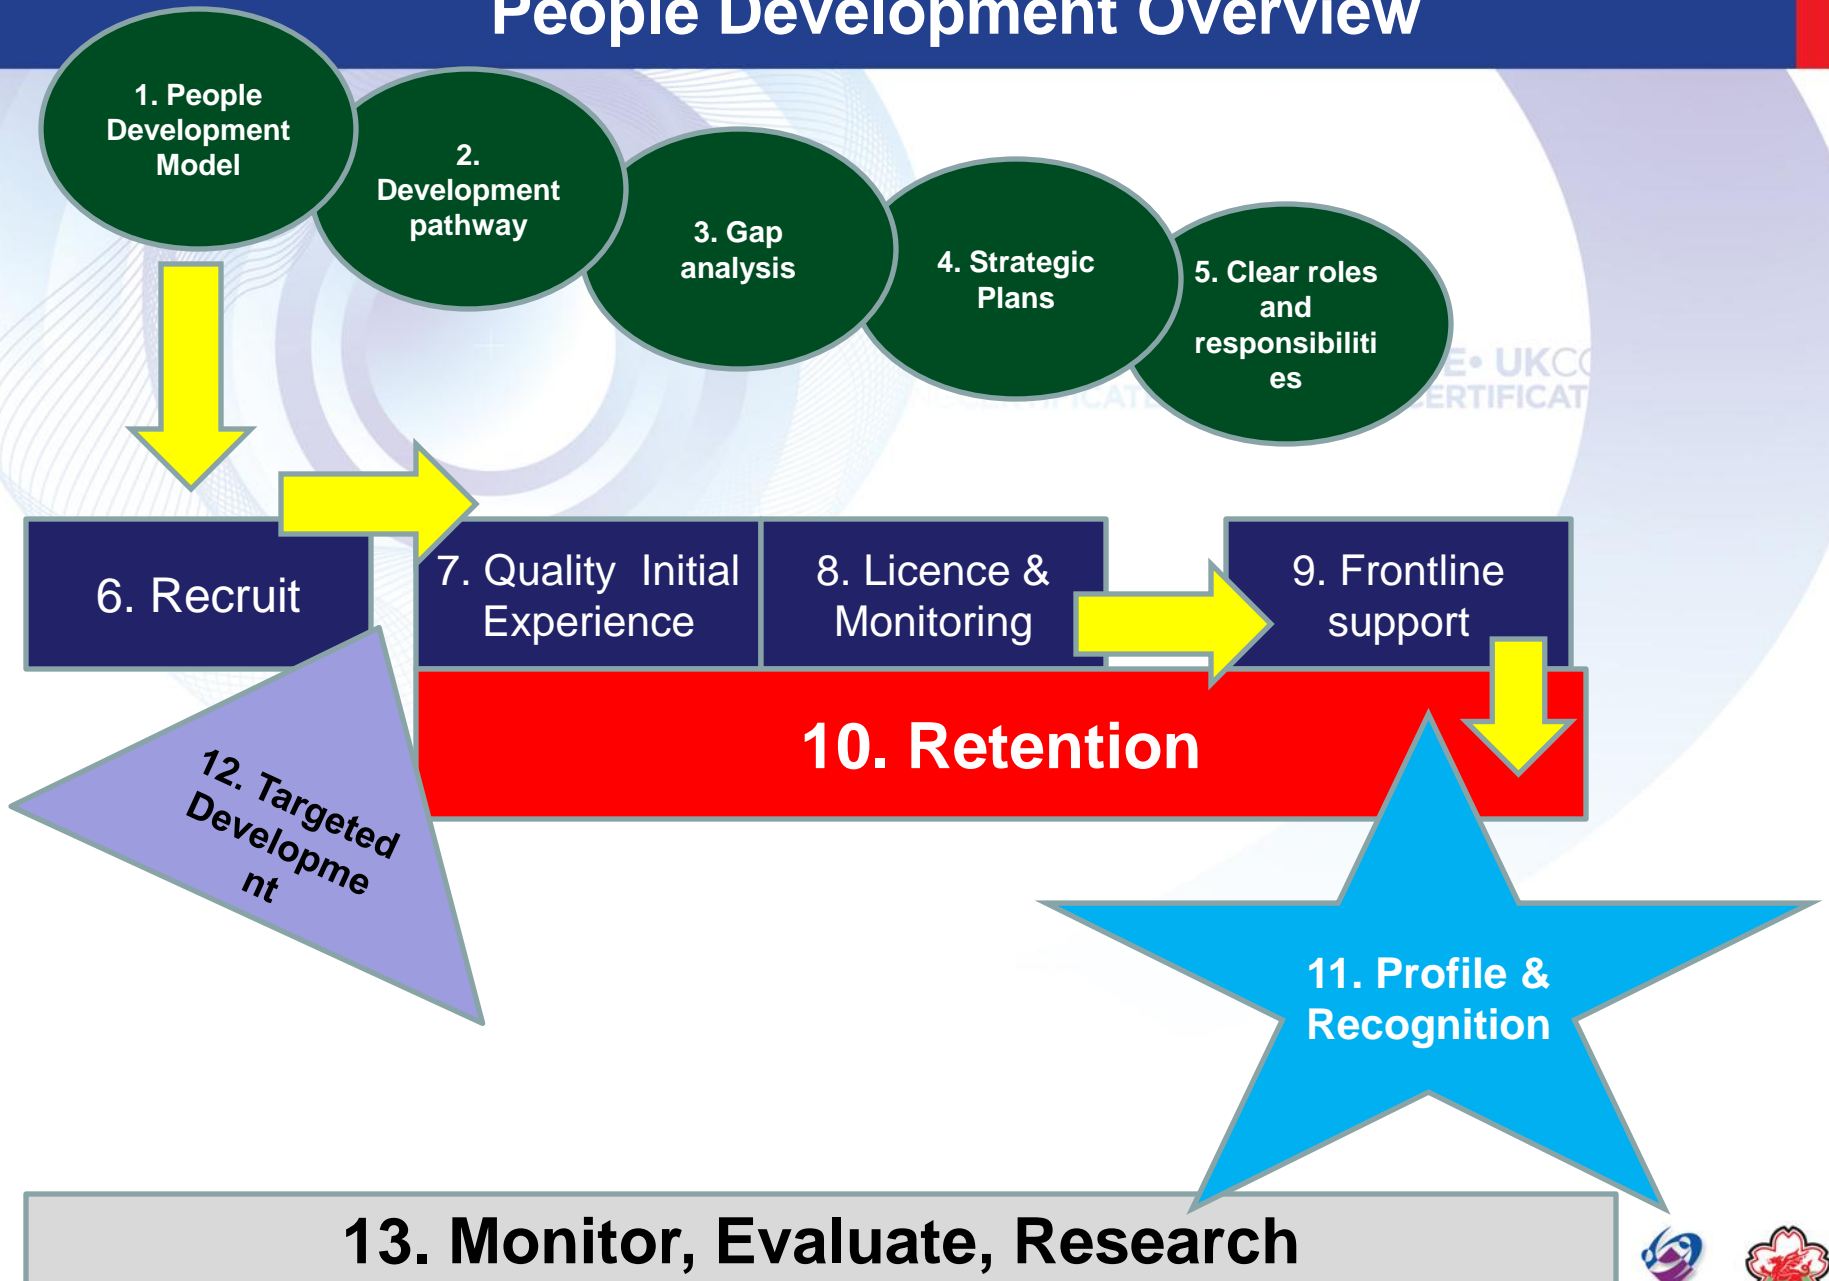 People Development Overview
1. People
Development
Model
2.
Development
pathway
3. Gap
analysis
4. Strategic
Plans
5. Clear roles
and
responsibiliti
es
E• UKCO
CERTIFICAT
6. Recruit
7. Quality  Initial
Experience
8. Licence &
Monitoring
9. Frontline
support
10. Retention
12. Targeted
Developme
nt
11. Profile &
Recognition
13. Monitor, Evaluate, Research